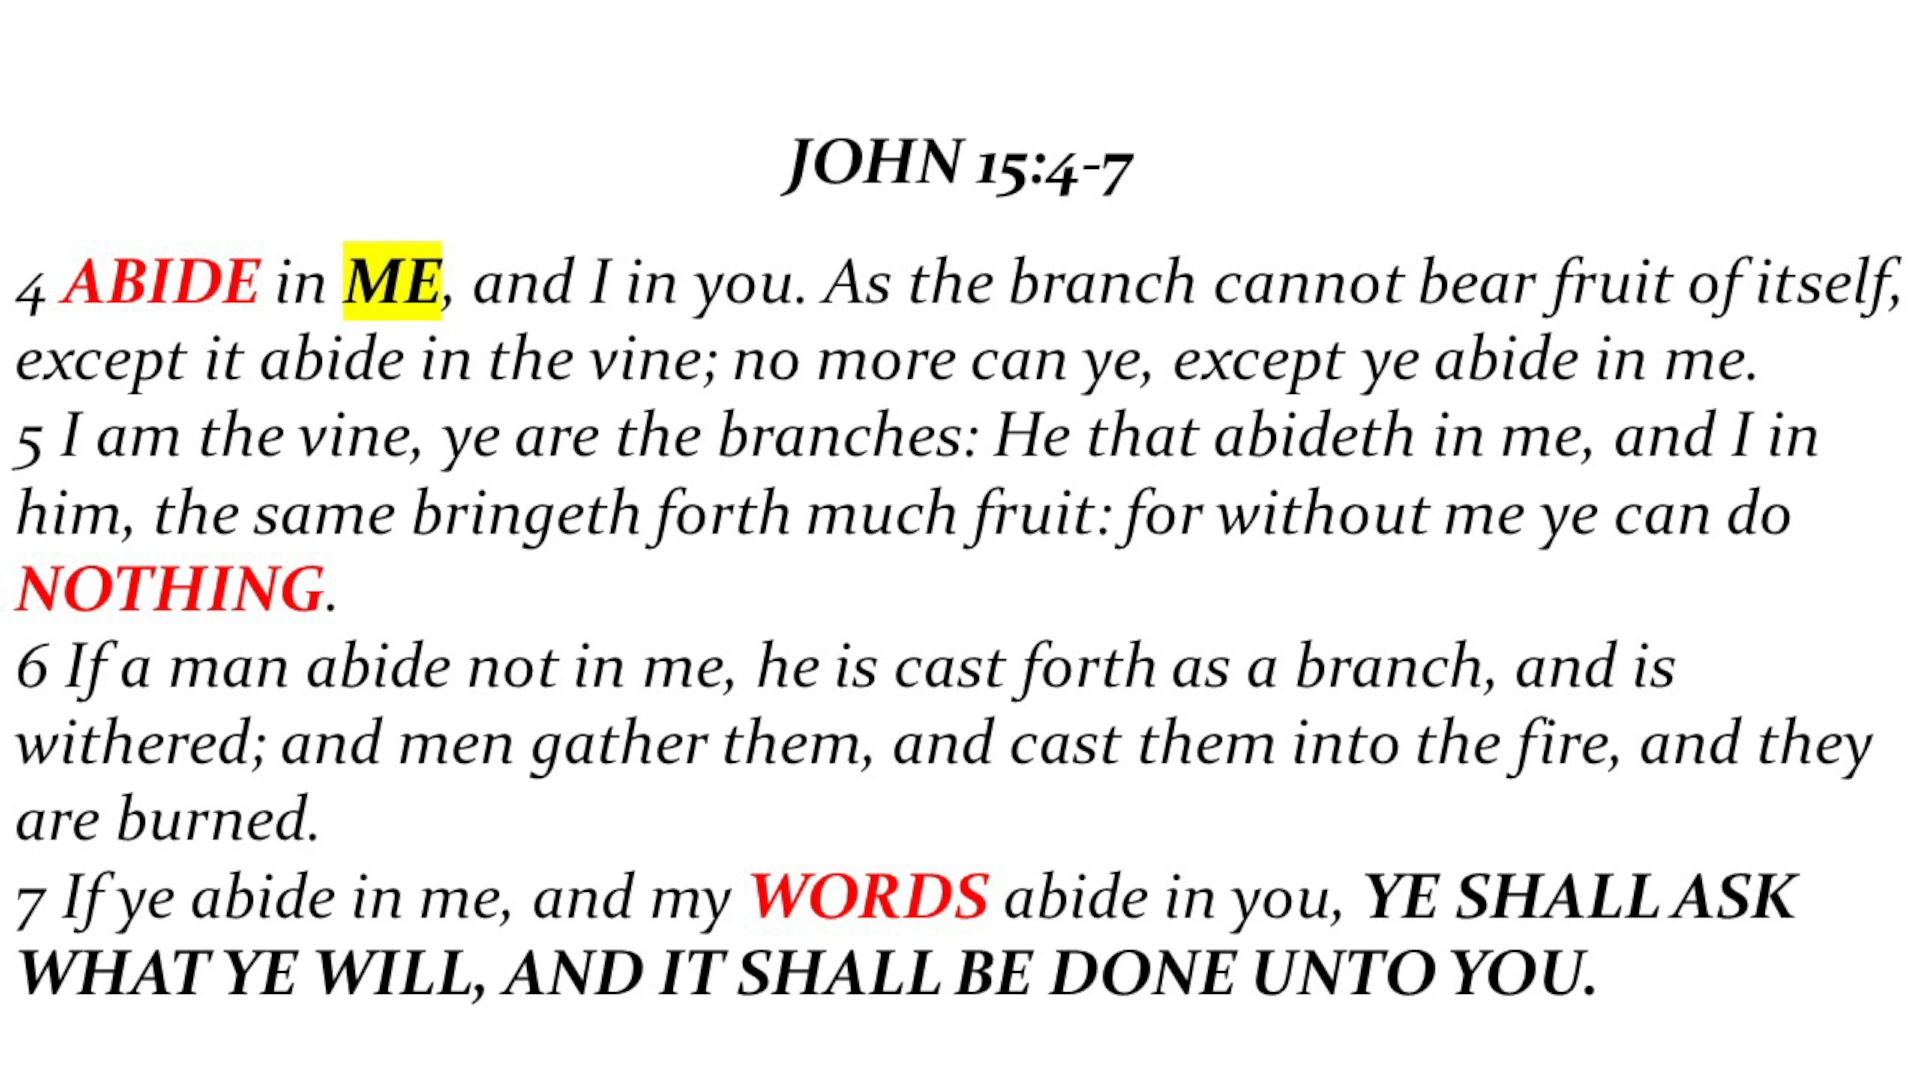 JOHN 15:4-7
4 ABIDE in ME, and I in you. As the branch cannot bear fruit of itself,
except it abide in the vine; no more can ye, except ye abide in me.
5 I am the vine, ye are the branches: He that abideth in me, and I in
him, the same bringeth forth much fruit: for without me ye can do
NOTHING.
6 If a man abide not in me, he is cast forth as a branch, and is
withered; and men gather them, and cast them into the fire, and they
are burned.
7 If ye abide in me, and my WORDS abide in you, YE SHALL ASK
WHAT YE WILL, AND IT SHALL BE DONE UNTO YOU.